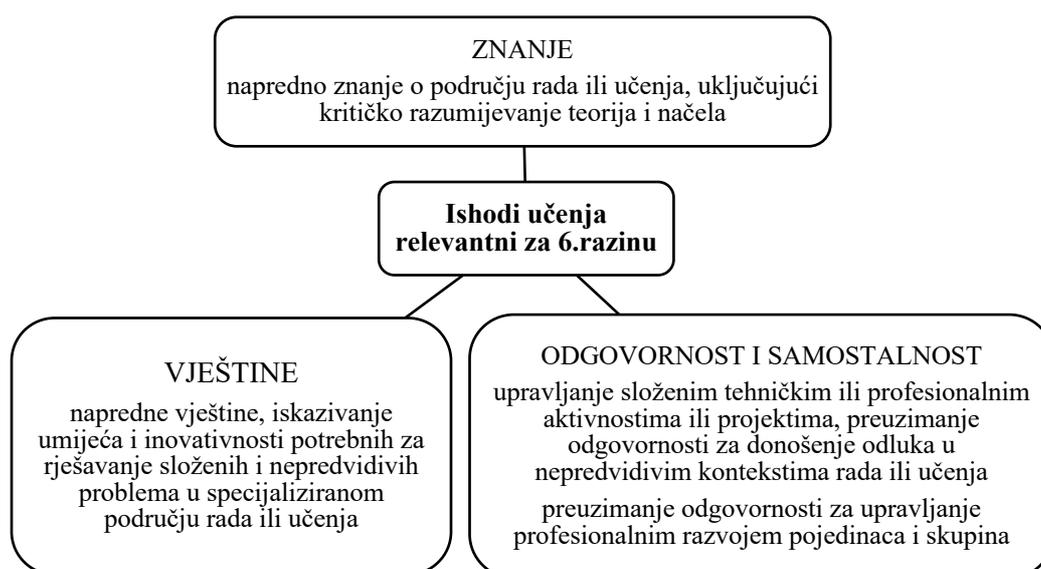 ZNANJE
napredno znanje o području rada ili učenja, uključujući
kritičko razumijevanje teorija i načela
Ishodi učenja
relevantni za 6.razinu
VJEŠTINE
napredne vještine, iskazivanje
umijeća i inovativnosti potrebnih za
rješavanje složenih i nepredvidivih
problema u specijaliziranom
području rada ili učenja
ODGOVORNOST I SAMOSTALNOST
upravljanje složenim tehničkim ili profesionalnim
aktivnostima ili projektima, preuzimanje
odgovornosti za donošenje odluka u
nepredvidivim kontekstima rada ili učenja
preuzimanje odgovornosti za upravljanje
profesionalnim razvojem pojedinaca i skupina